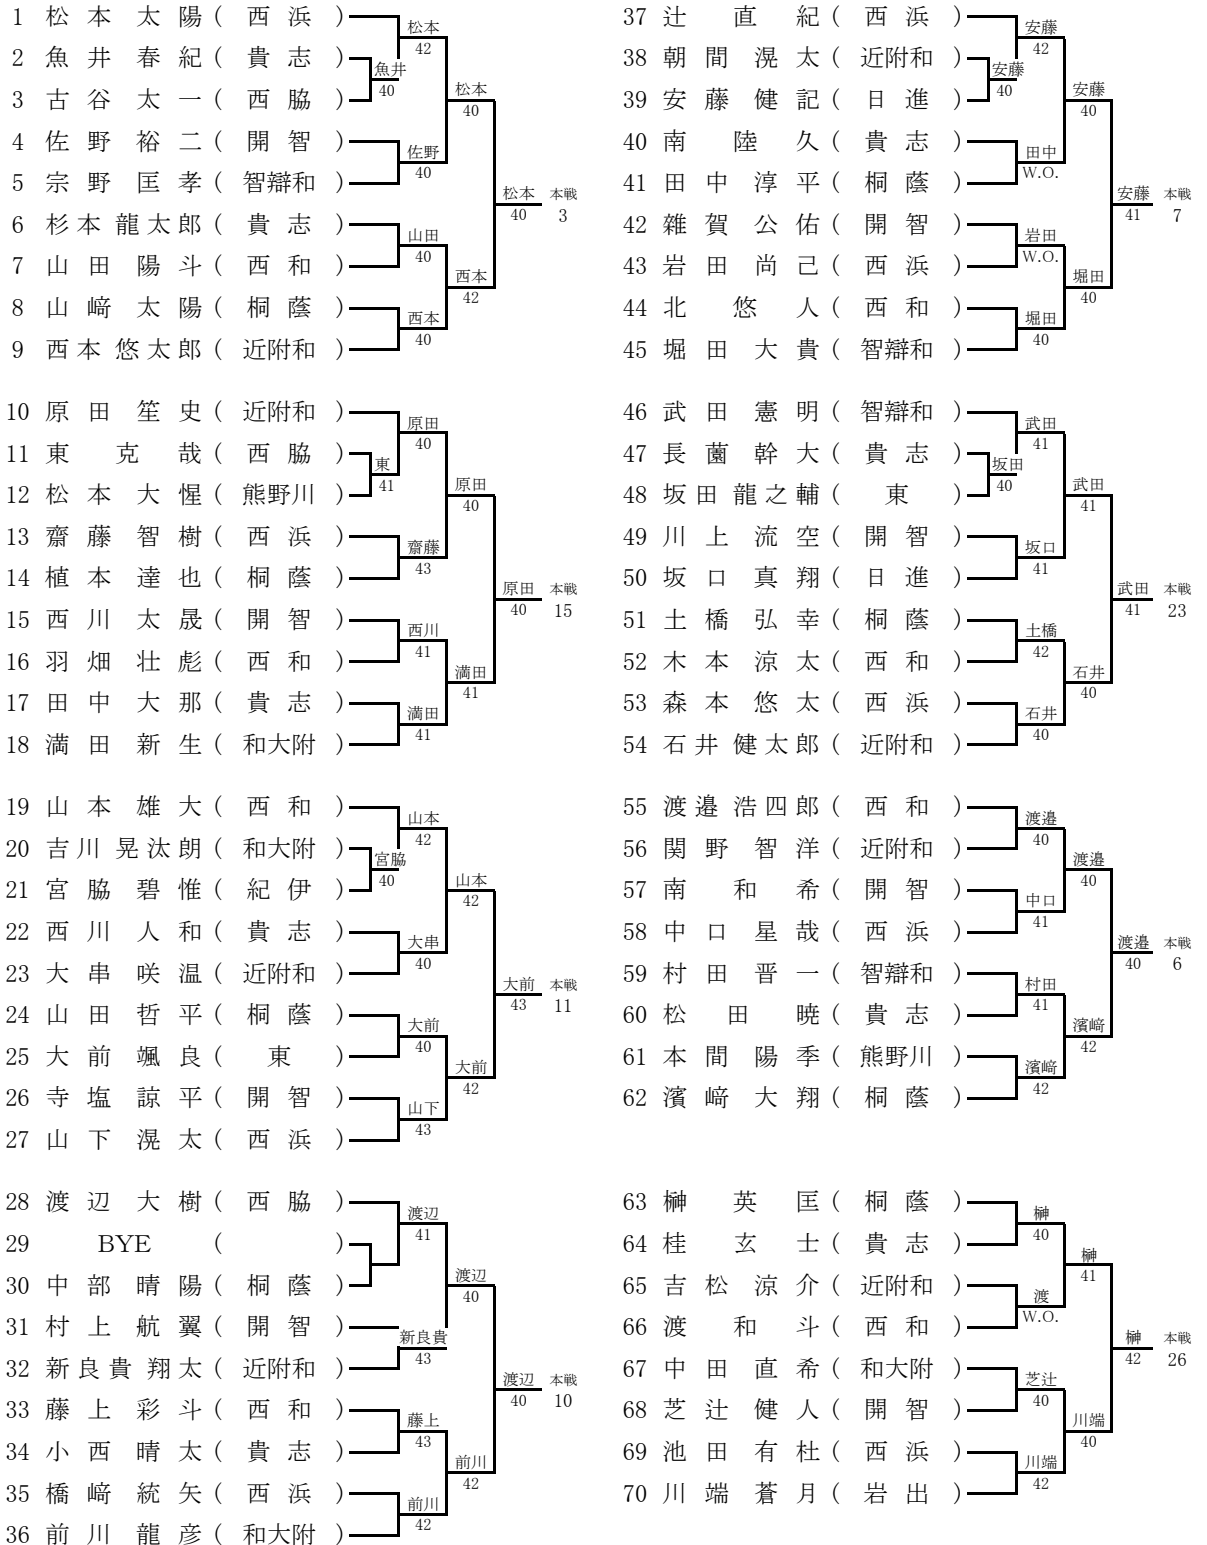 1 松本 太陽 ( 西浜 )
2 魚井 春紀 ( 貴志 )
3 古谷 太一 ( 西脇 )
4 佐野 裕二 ( 開智 )
5 宗野 匡孝 ( 智辯和 )
6 杉本 龍太郎 ( 貴志 )
7 山田 陽斗 ( 西和 )
8 山﨑 太陽 ( 桐蔭 )
9 西本 悠太郎 ( 近附和 )
松本
42
魚井
40
松本
40
佐野
40
松本 本戦
40 3
山田
40
西本
42
西本
40
10 原田 笙史 ( 近附和 )
11 東 克哉 ( 西脇 )
12 松本 大惺 ( 熊野川 )
13 齋藤 智樹 ( 西浜 )
14 植本 達也 ( 桐蔭 )
15 西川 太晟 ( 開智 )
16 羽畑 壮彪 ( 西和 )
17 田中 大那 ( 貴志 )
18 満田 新生 ( 和大附 )
原田
40
東
41
原田
40
齋藤
43
原田 本戦
40 15
西川
41
満田
41
満田
41
19 山本 雄大 ( 西和 )
20 吉川 晃汰朗 ( 和大附 )
21 宮脇 碧惟 ( 紀伊 )
22 西川 人和 ( 貴志 )
23 大串 咲温 ( 近附和 )
24 山田 哲平 ( 桐蔭 )
25 大前 颯良 ( 東 )
26 寺塩 諒平 ( 開智 )
27 山下 滉太 ( 西浜 )
山本
42
宮脇
40
山本
42
大串
40
大前 本戦
43 11
大前
40
大前
42
山下
43
28 渡辺 大樹 ( 西脇 )
29 BYE ( )
30 中部 晴陽 ( 桐蔭 )
31 村上 航翼 ( 開智 )
32 新良貴 翔太 ( 近附和 )
33 藤上 彩斗 ( 西和 )
34 小西 晴太 ( 貴志 )
35 橋﨑 統矢 ( 西浜 )
36 前川 龍彦 ( 和大附 )
渡辺
41
渡辺
40
新良貴
43
渡辺 本戦
40 10
藤上
43
前川
42
前川
42
37 辻 直紀 ( 西浜 )
38 朝間 滉太 ( 近附和 )
39 安藤 健記 ( 日進 )
40 南 陸久 ( 貴志 )
41 田中 淳平 ( 桐蔭 )
42 雑賀 公佑 ( 開智 )
43 岩田 尚己 ( 西浜 )
44 北 悠人 ( 西和 )
45 堀田 大貴 ( 智辯和 )
安藤
42
安藤
40
安藤
40
田中
W.O.
安藤 本戦
41 7
岩田
W.O.
堀田
40
堀田
40
46 武田 憲明 ( 智辯和 )
47 長薗 幹大 ( 貴志 )
48 坂田 龍之輔 ( 東 )
49 川上 流空 ( 開智 )
50 坂口 真翔 ( 日進 )
51 土橋 弘幸 ( 桐蔭 )
52 木本 涼太 ( 西和 )
53 森本 悠太 ( 西浜 )
54 石井 健太郎 ( 近附和 )
武田
41
坂田
40
武田
41
坂口
41
武田 本戦
41 23
土橋
42
石井
40
石井
40
55 渡邉 浩四郎 ( 西和 )
56 関野 智洋 ( 近附和 )
57 南 和希 ( 開智 )
58 中口 星哉 ( 西浜 )
59 村田 晋一 ( 智辯和 )
60 松田 暁 ( 貴志 )
61 本間 陽季 ( 熊野川 )
62 濱﨑 大翔 ( 桐蔭 )
渡邉
40
渡邉
40
中口
41
渡邉 本戦
40 6
村田
41
濱﨑
42
濱﨑
42
63 榊 英匡 ( 桐蔭 )
64 桂 玄士 ( 貴志 )
65 吉松 涼介 ( 近附和 )
66 渡 和斗 ( 西和 )
67 中田 直希 ( 和大附 )
68 芝辻 健人 ( 開智 )
69 池田 有杜 ( 西浜 )
70 川端 蒼月 ( 岩出 )
榊
40
榊
41
渡
W.O.
榊 本戦
42 26
芝辻
40
川端
40
川端
42